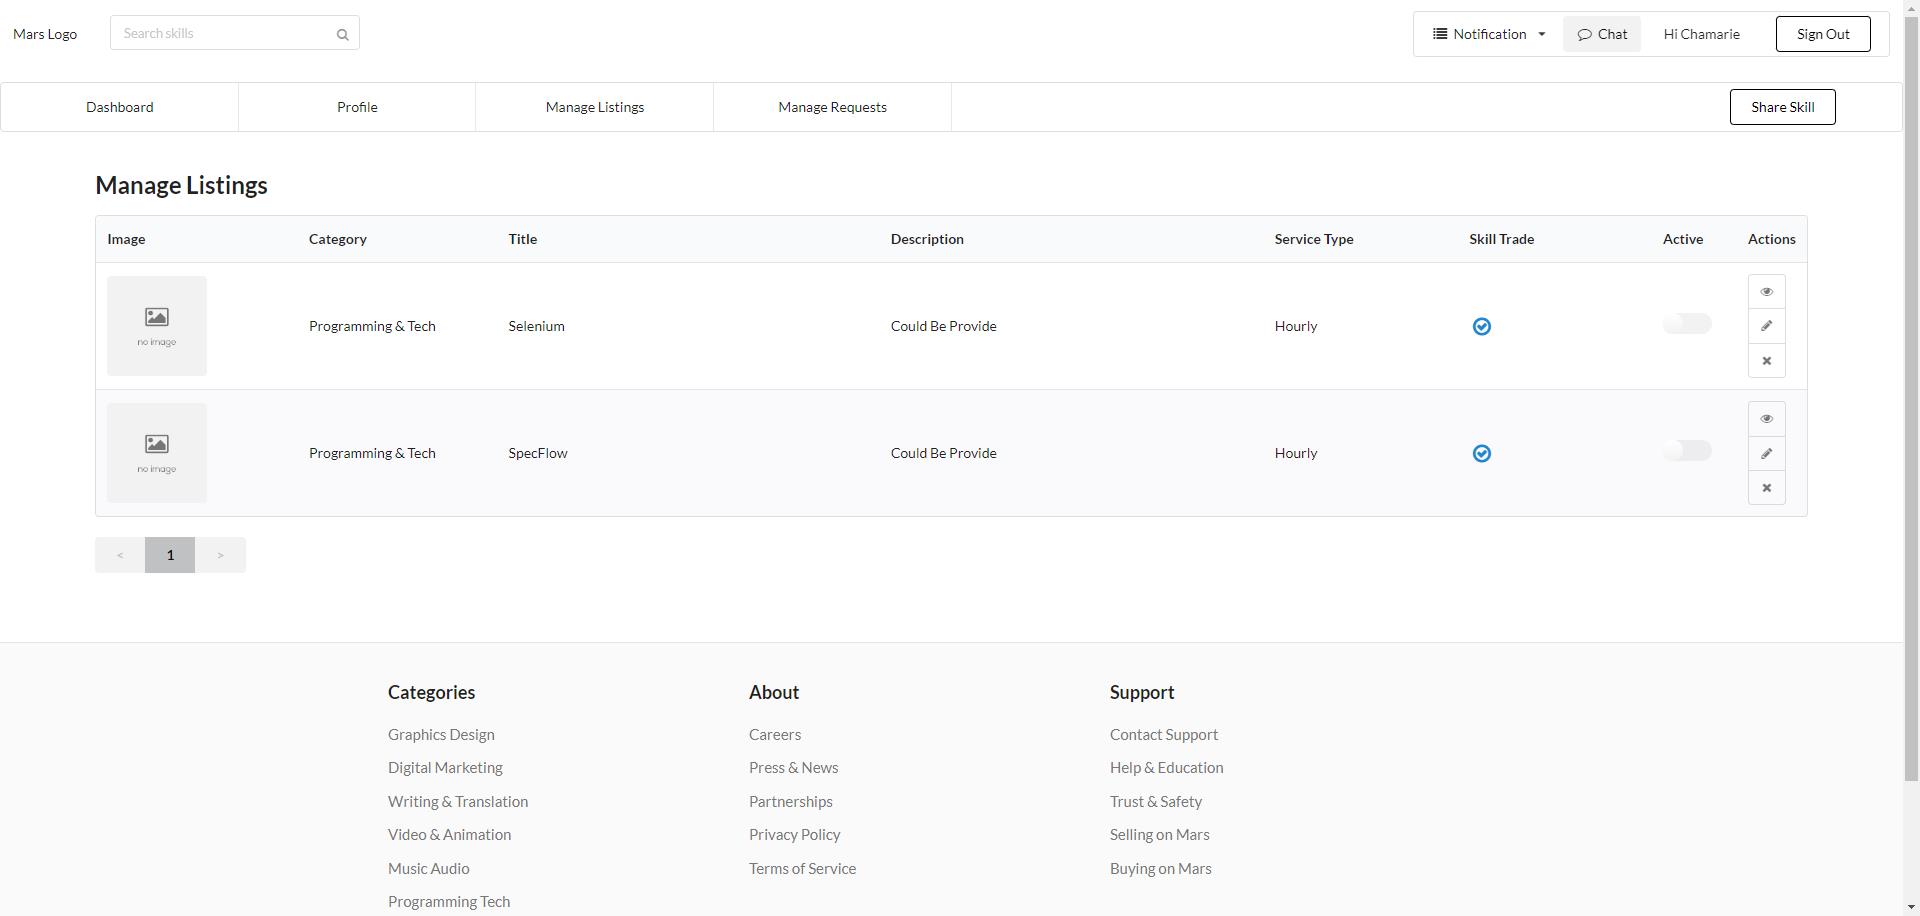 Mars Logo
Search skills
Notification
Chat
Hi Chamarie
Sign Out
Dashboard
Profile
Manage Listings
Manage Requests
Share Skill
Manage Listings
Image Category Title Description Service Type Skill Trade Active Actions
no image
Programming & Tech Selenium Could Be Provide Hourly
no image
Programming & Tech SpecFlow Could Be Provide Hourly
< 1 >
Categories
Graphics Design
Digital Marketing
Writing & Translation
Video & Animation
Music Audio
Programming Tech
About
Careers
Press & News
Partnerships
Privacy Policy
Terms of Service
Support
Contact Support
Help & Education
Trust & Safety
Selling on Mars
Buying on Mars